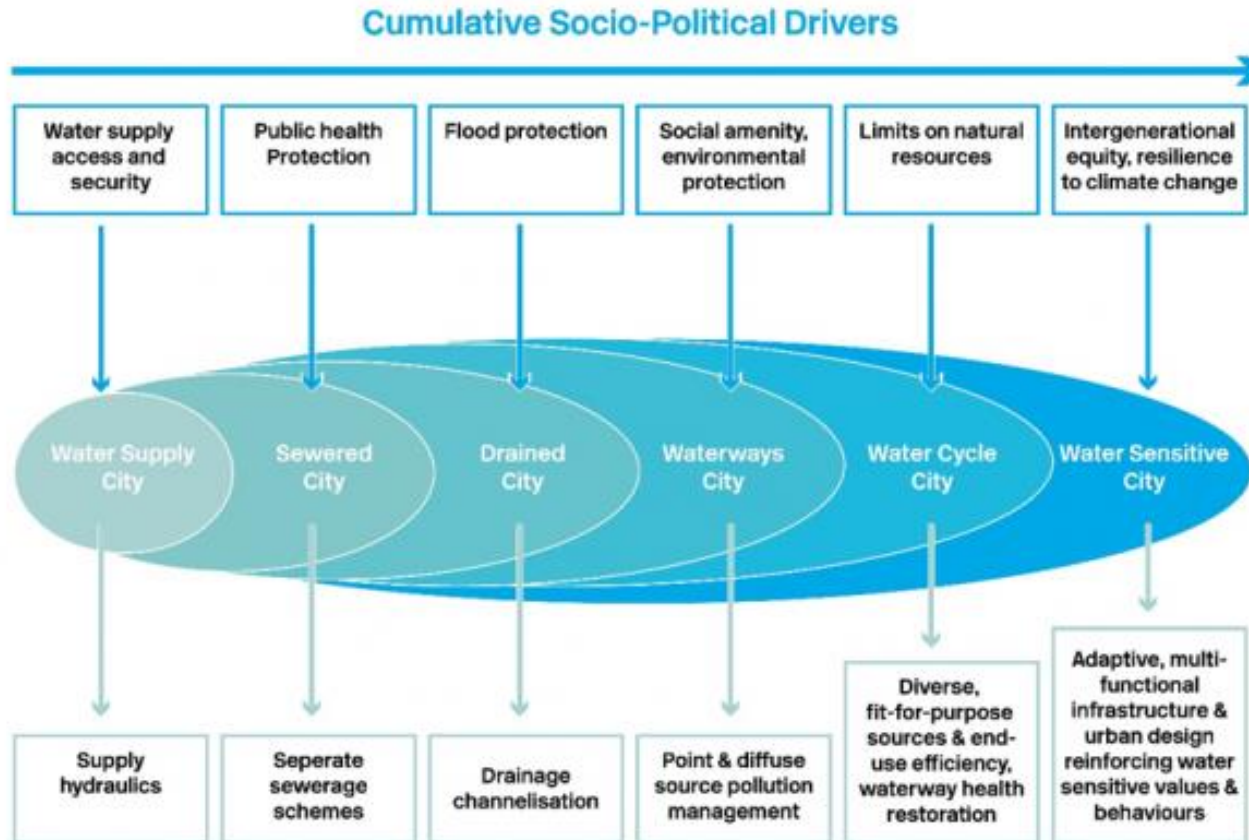 Cumulative Socio-Political Drivers
Water supply
access and
security
Public health
Protection
Flood protection
Social amenity,
environmental
protection
Limits on natural
resources
Intergenerational
equity, resilience
to climate change
Water Supply
City
Sewered
City
Drained
City
Waterways
City
Water Cycle
City
Water Sensitive
City
Supply
hydraulics
Seperate
sewerage
schemes
Drainage
channelisation
Point & diffuse
source pollution
management
Diverse,
fit-for-purpose
sources & end-
use efficiency,
waterway health
restoration
Adaptive, multi-
functional
infrastructure &
urban design
reinforcing water
sensitive values &
behaviours